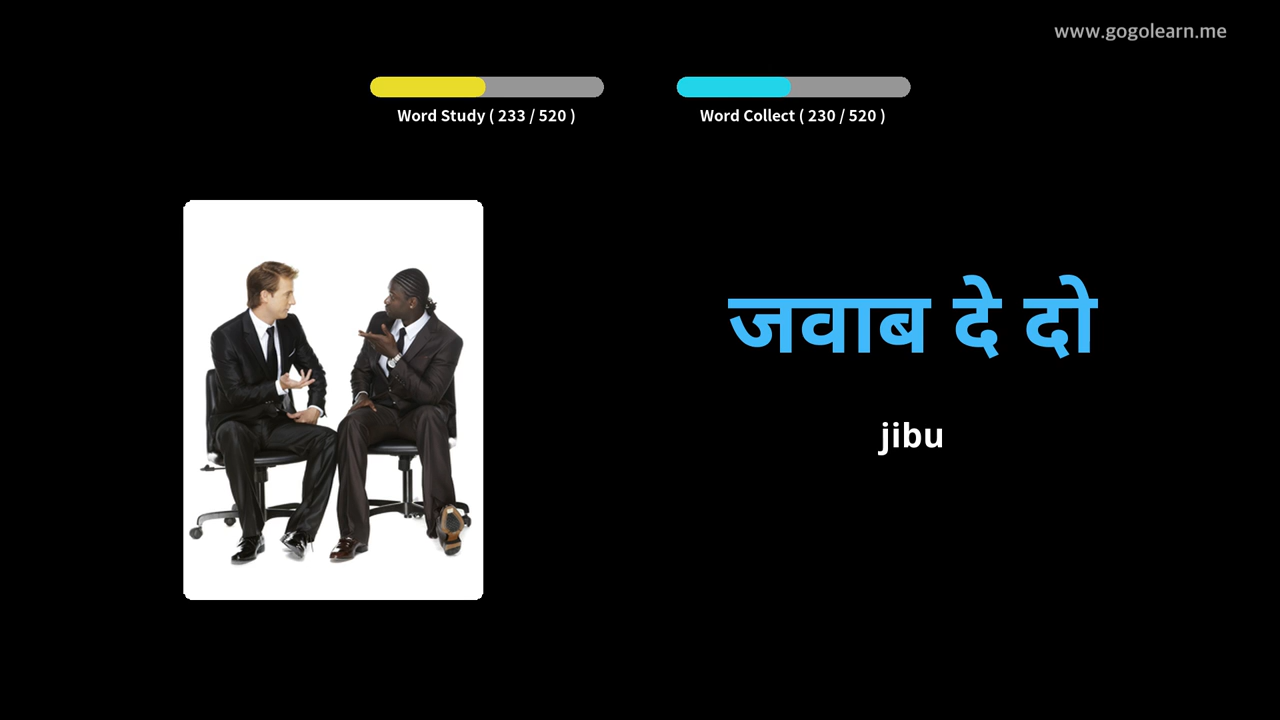 www.gogolearn.me
Word Study ( 233 / 520 )
Word Collect ( 230 / 520 )
जवाब दे दो
jibu